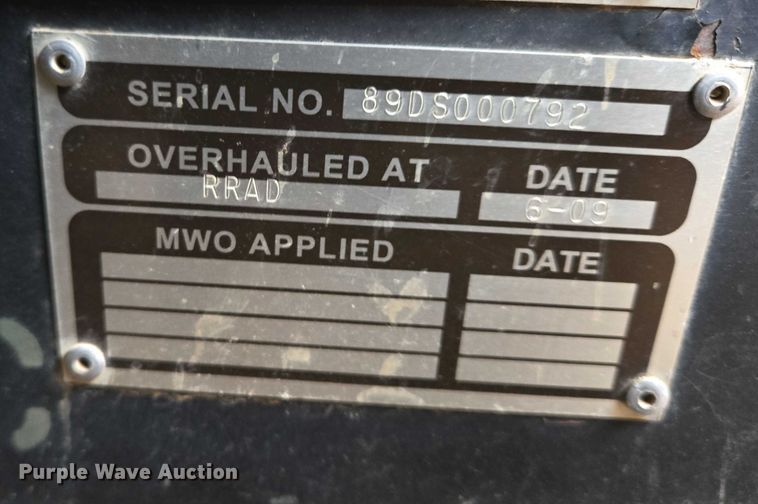 SERIAL NO. 89DS000792
OVERHAULED AT DATE
RRAD 6-09
MWO APPLIED DATE
Purple Wave Auction